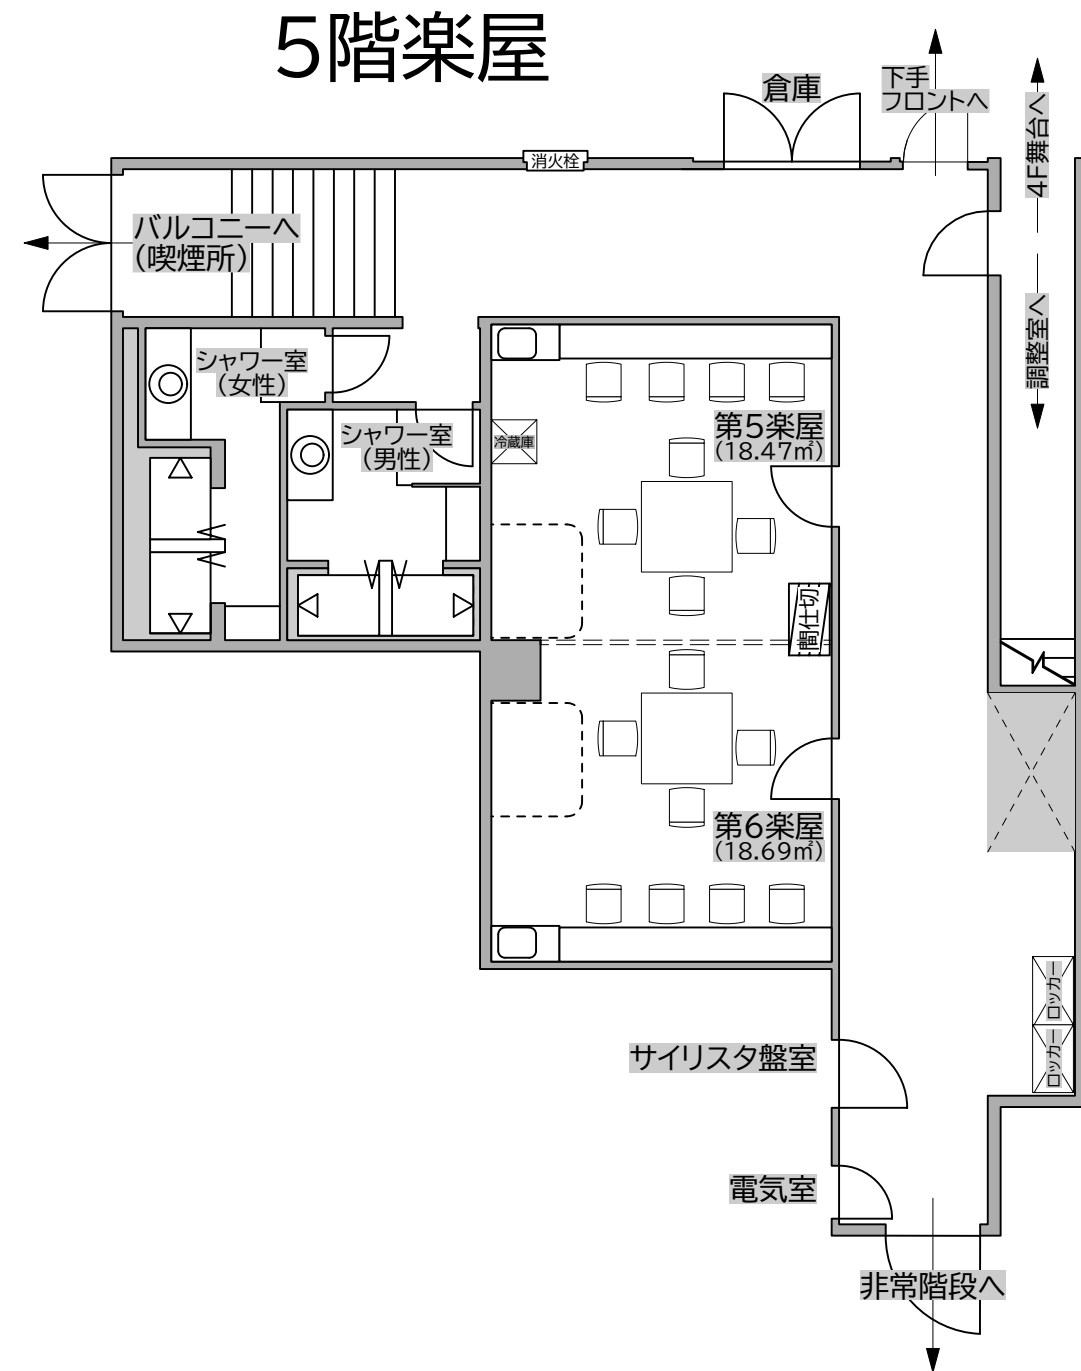 5階楽屋
倉庫
下手
フロントへ
4F舞台へ
消火栓
バルコニーへ
(喫煙所)
調整室へ
シャワー室
(女性)
シャワー室
(男性)
冷蔵庫
第5楽屋
(18.47㎡)
間仕切
第6楽屋
(18.69㎡)
ロッカー
ロッカー
サイリスタ盤室
電気室
非常階段へ